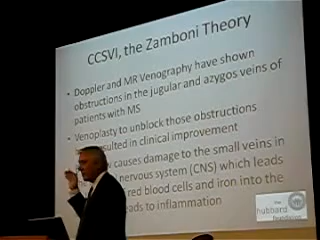 CCSVI, the Zamboni Theory
• Doppler and MR Venography have shown
obstructions in the jugular and azygos veins of
patients with MS
• Venoplasty to unblock those obstructions
resulted in clinical improvement
causes damage to the small veins in
nervous system (CNS) which leads
red blood cells and iron into the
leads to inflammation
the
hubbard
foundation